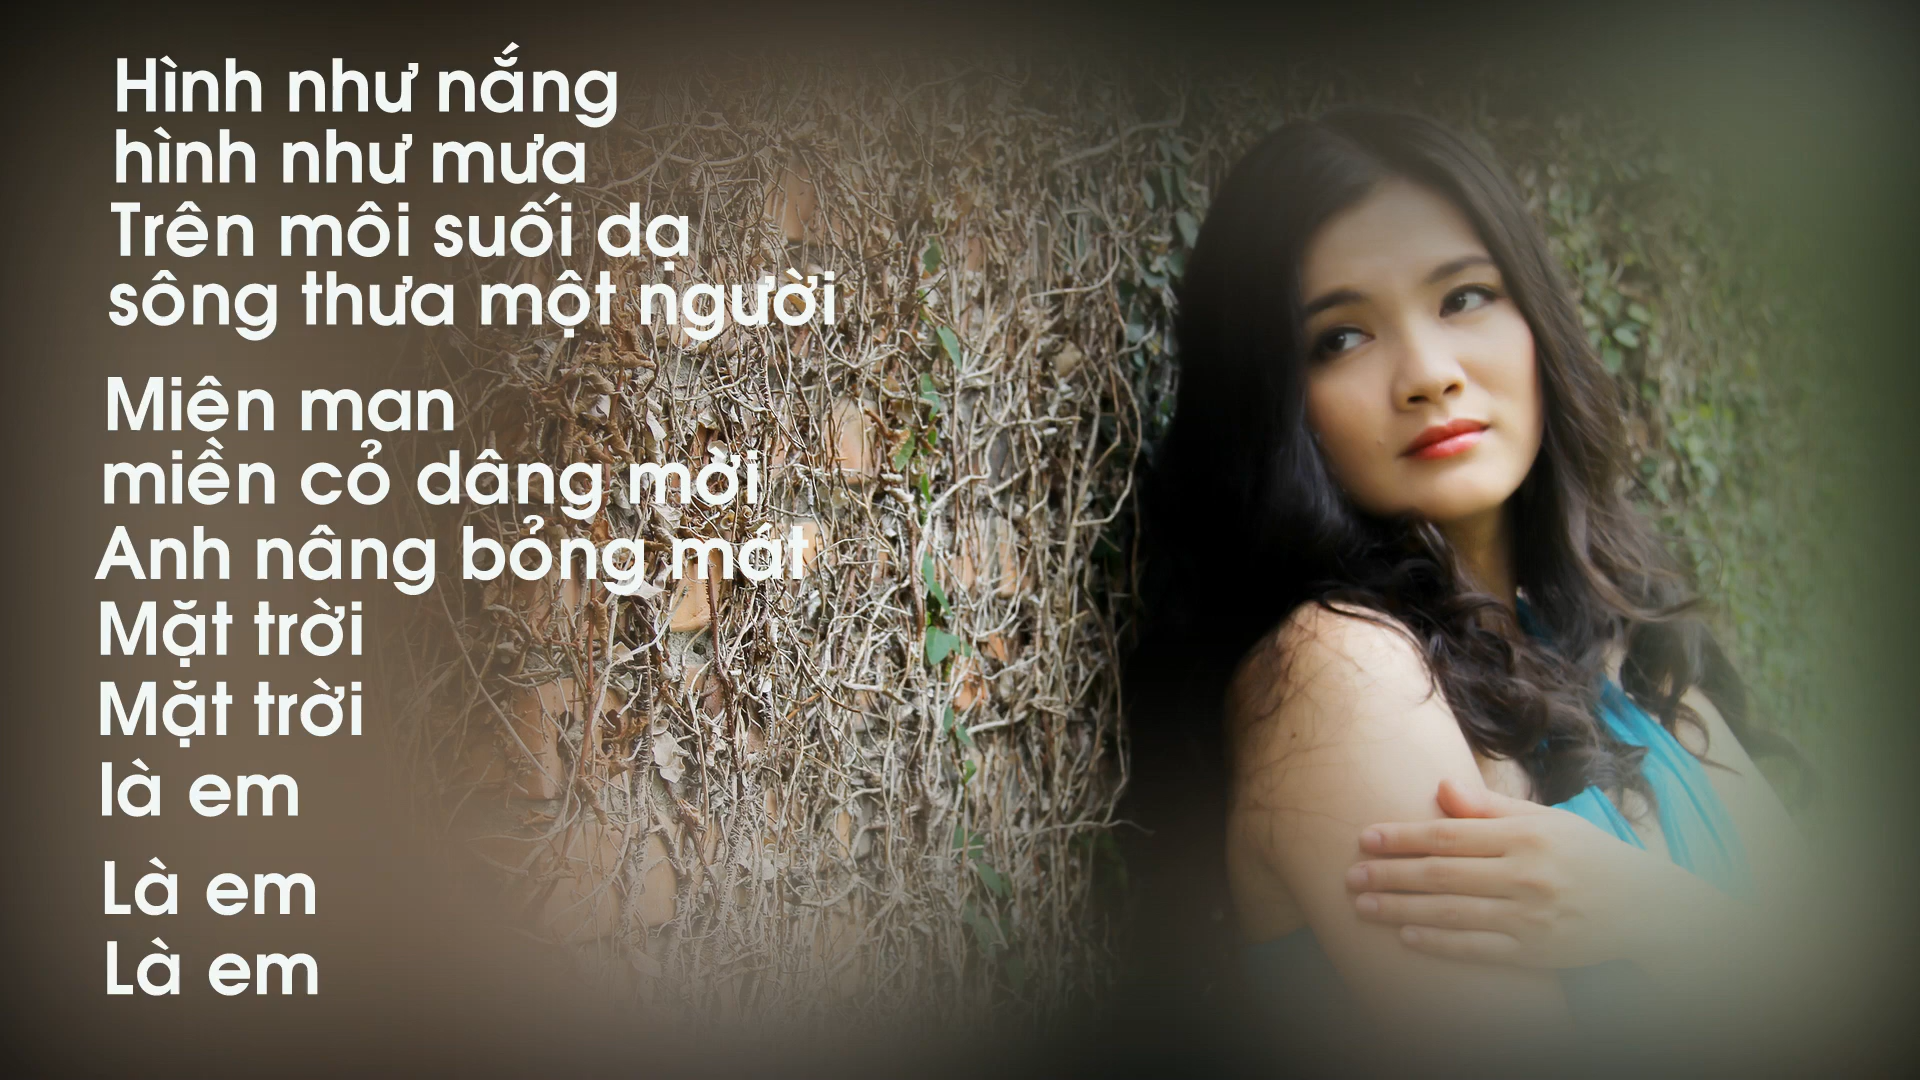 Hình như nắng
hình như mưa
Trên môi suối dạ
sông thưa một người
Miên man
miền cỏ dâng mời
Anh nâng bỏng mát
Mặt trời
Mặt trời
là em
Là em
Là em